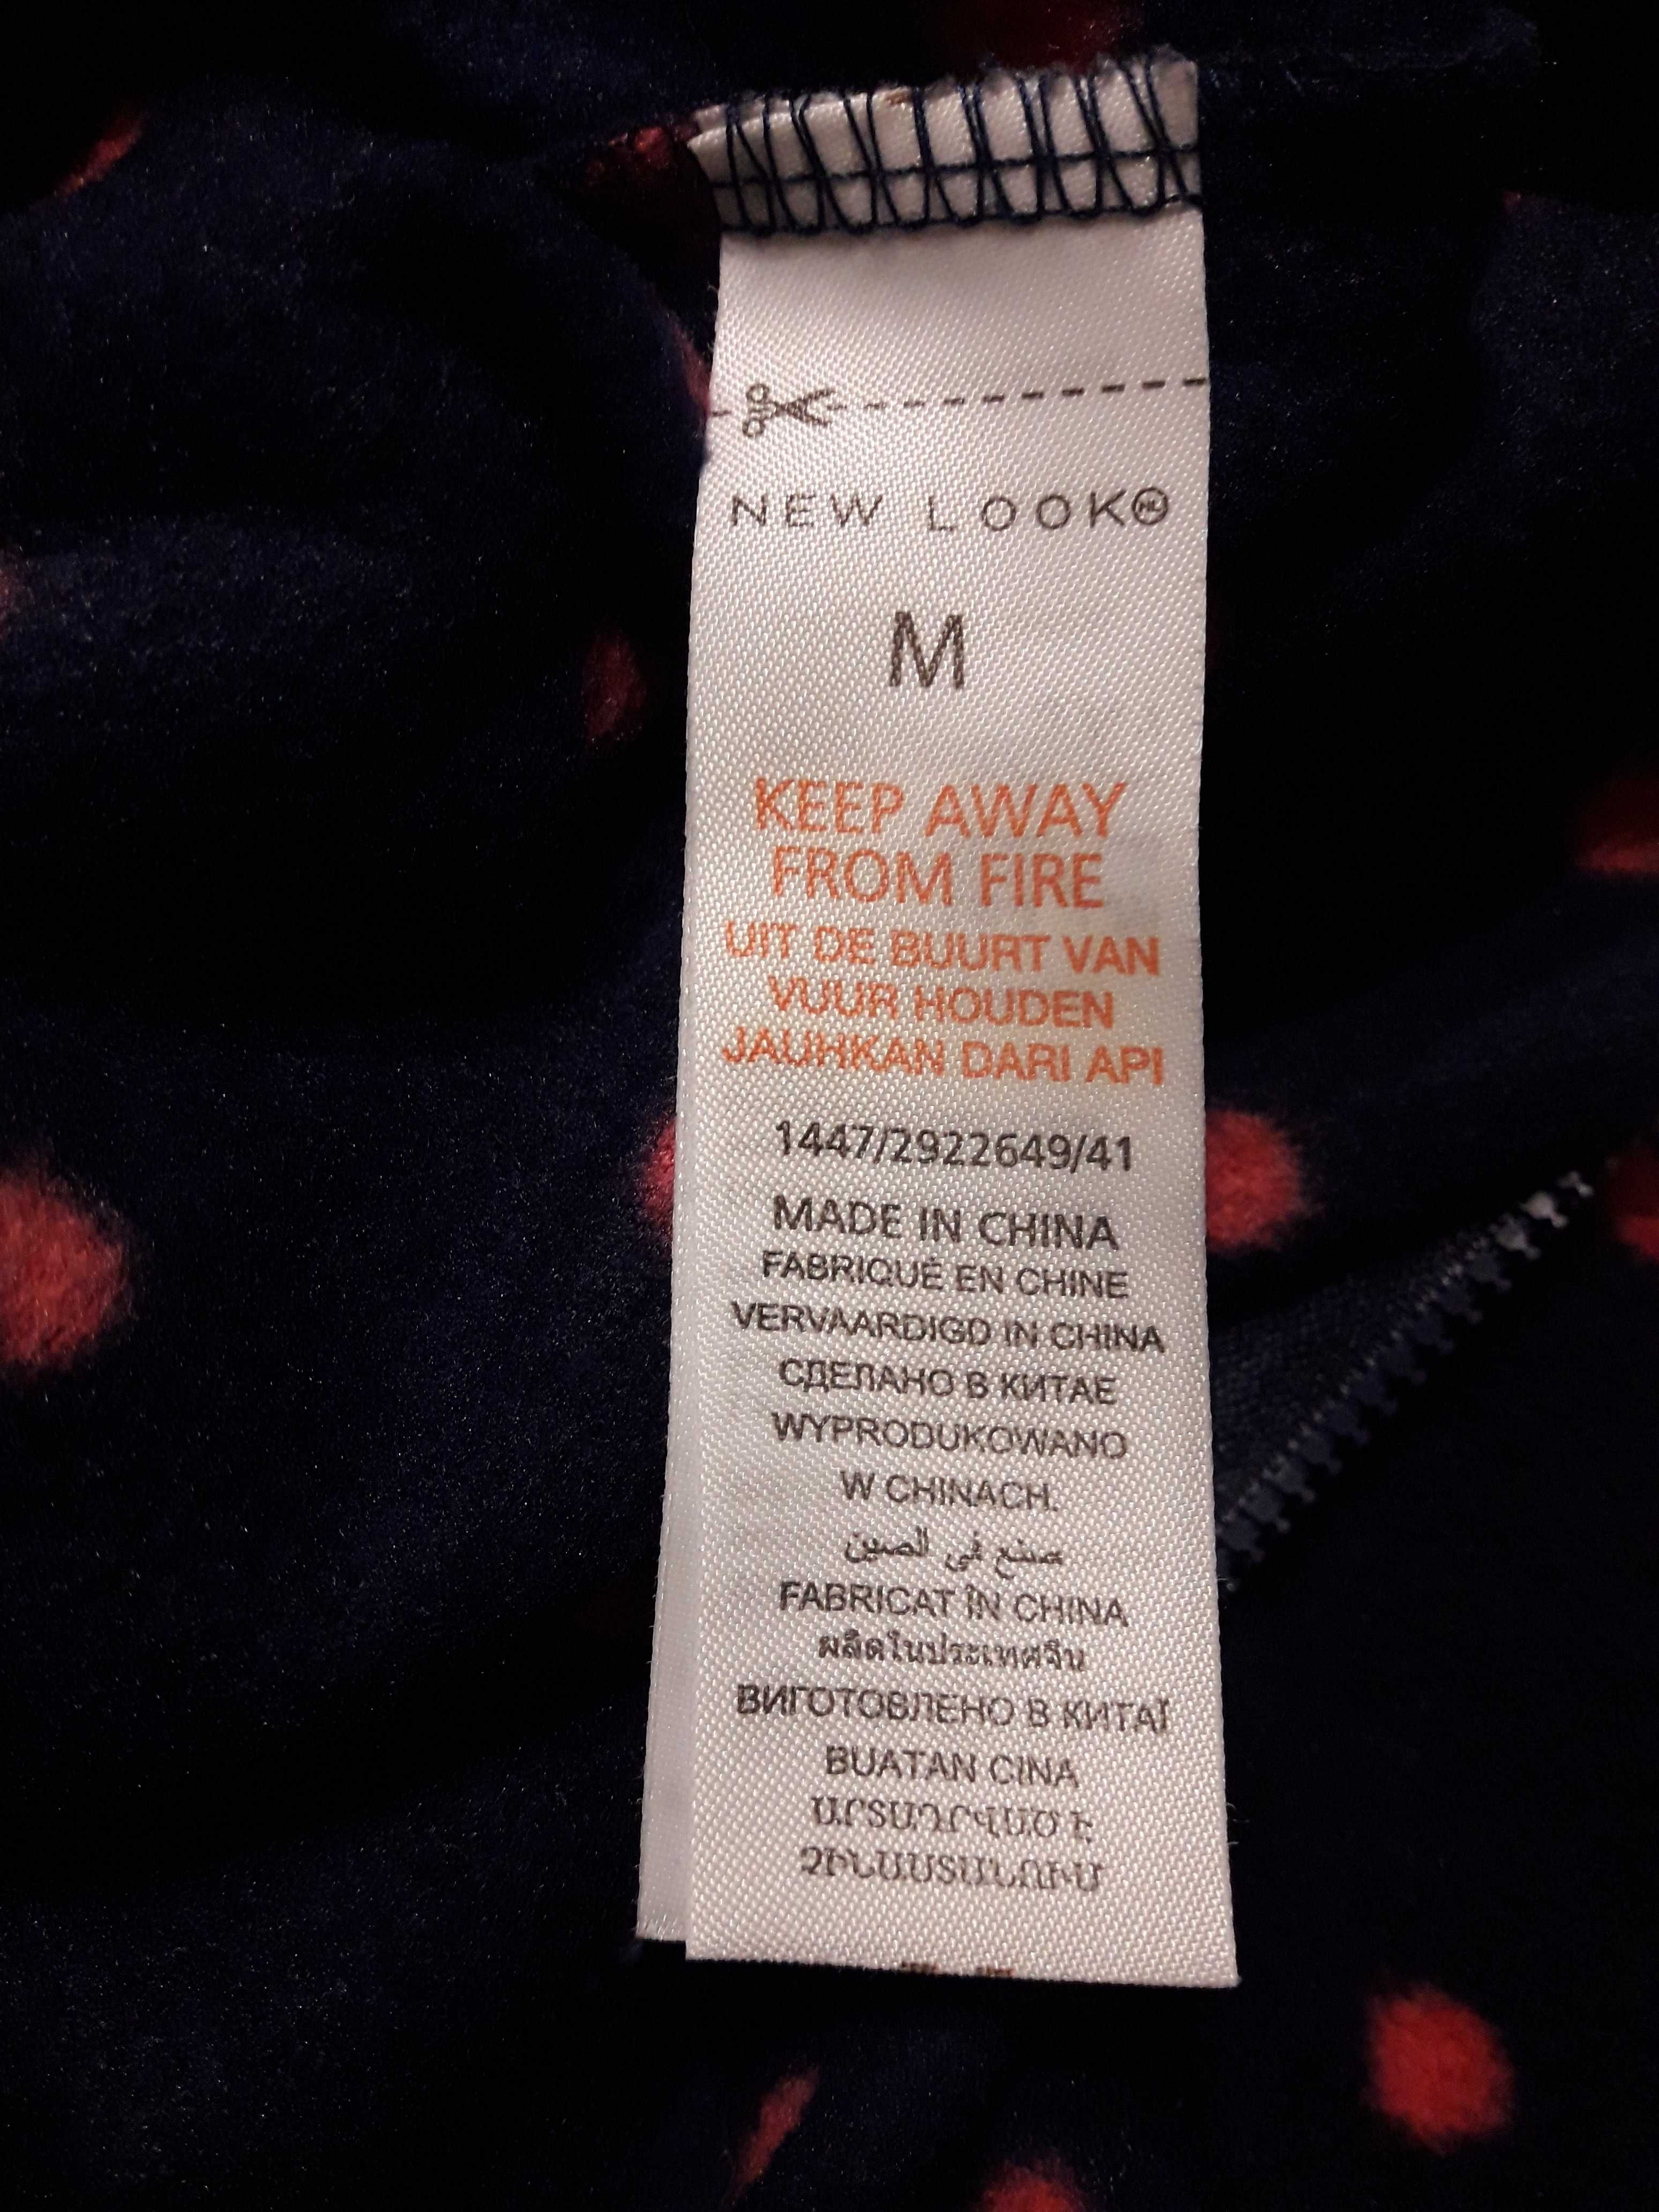 NEW LOOK
M
KEEP AWAY
FROM FIRE
UIT DE BUURT VAN
VUUR HOUDEN
JAUHKAN DARI API
1447/2922649/41
MADE IN CHINA
FABRIQUÉ EN CHINE
VERVAARDIGD IN CHINA
СДЕЛАНО В КИТАЕ
WYPRODUKOWANO
W CHINACH.
صنع في الصين
FABRICAT ÎN CHINA
ผลิตในประเทศจีน
ВИГОТОВЛЕНО В КИТАЇ
BUATAN CINA
ԱՐՏԱԴՐՎԱԾ Է
ՉԻՆԱՍՏԱՆՈՒՄ